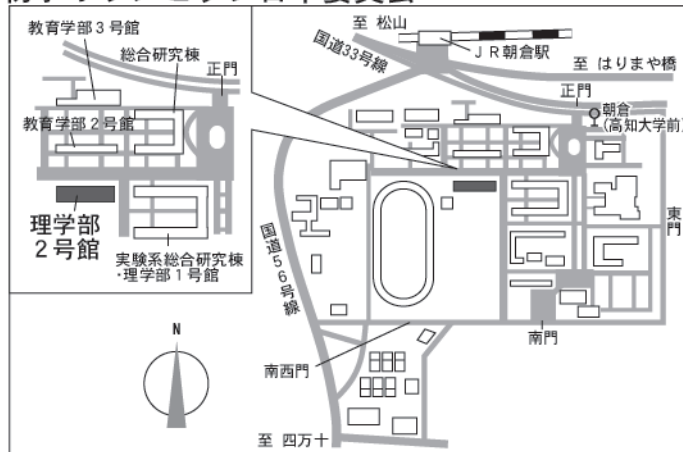 教育学部3号館
総合研究棟
正門
教育学部2号館
理学部
2号館
実験系総合研究棟
・理学部1号館
N
至 松山
国道33号線
JR朝倉駅
至 はりまや橋
正門
朝倉
(高知大学前)
東門
国道56号線
南門
南西門
至 四万十